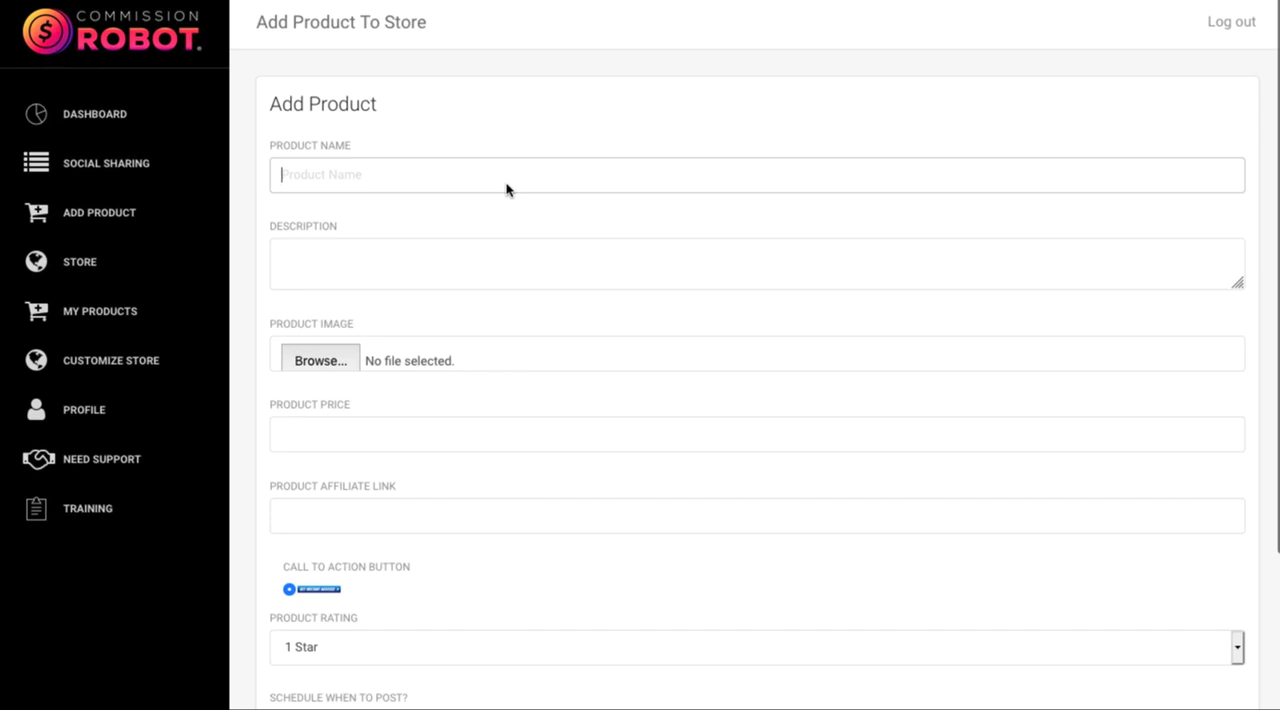 COMMISSION
ROBOT.
Add Product To Store
Log out
DASHBOARD
SOCIAL SHARING
ADD PRODUCT
STORE
MY PRODUCTS
CUSTOMIZE STORE
PROFILE
NEED SUPPORT
TRAINING
Add Product
PRODUCT NAME
Product Name
DESCRIPTION
PRODUCT IMAGE
Browse... No file selected.
PRODUCT PRICE
PRODUCT AFFILIATE LINK
CALL TO ACTION BUTTON
PRODUCT RATING
1 Star
SCHEDULE WHEN TO POST?